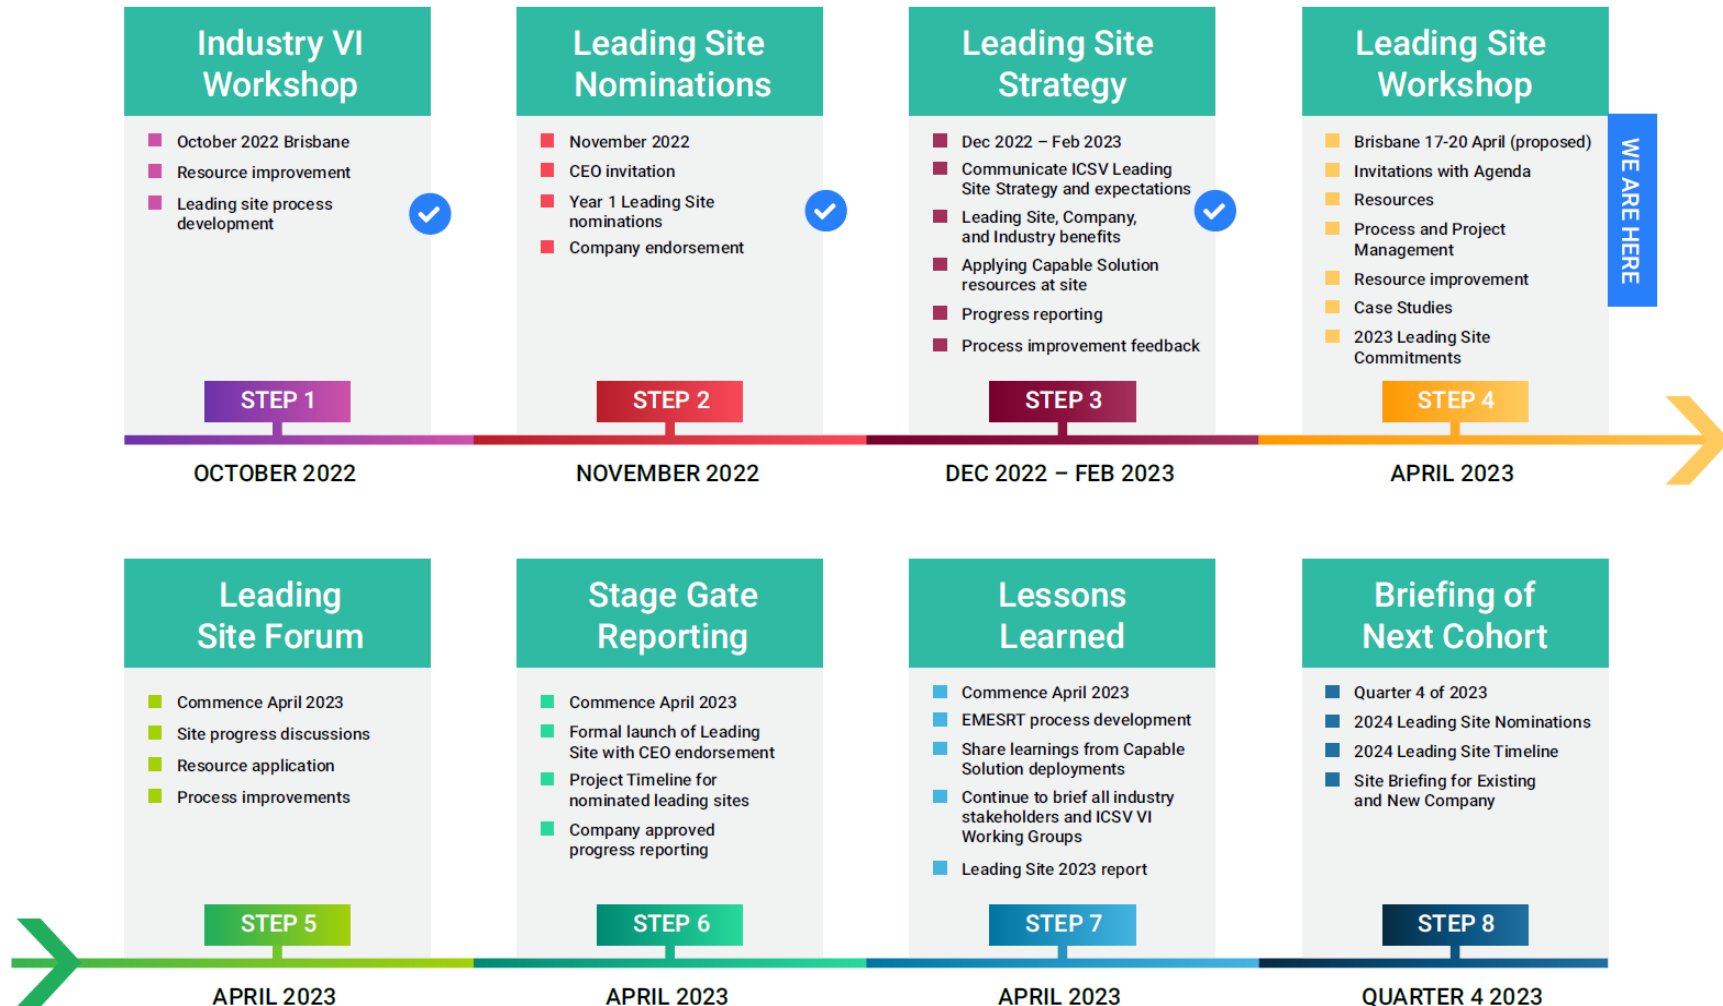 Industry VI
Workshop
October 2022 Brisbane
Resource improvement
Leading site process
development
STEP 1
OCTOBER 2022
Leading Site
Nominations
November 2022
CEO invitation
Year 1 Leading Site
nominations
Company endorsement
STEP 2
NOVEMBER 2022
Leading Site
Strategy
Dec 2022 – Feb 2023
Communicate ICSV Leading
Site Strategy and expectations
Leading Site, Company,
and Industry benefits
Applying Capable Solution
resources at site
Progress reporting
Process improvement feedback
STEP 3
DEC 2022 – FEB 2023
Leading Site
Workshop
Brisbane 17-20 April (proposed)
Invitations with Agenda
Resources
Process and Project
Management
Resource improvement
Case Studies
2023 Leading Site
Commitments
WE ARE HERE
STEP 4
APRIL 2023
Leading
Site Forum
Commence April 2023
Site progress discussions
Resource application
Process improvements
STEP 5
APRIL 2023
Stage Gate
Reporting
Commence April 2023
Formal launch of Leading
Site with CEO endorsement
Project Timeline for
nominated leading sites
Company approved
progress reporting
STEP 6
APRIL 2023
Lessons
Learned
Commence April 2023
EMESRT process development
Share learnings from Capable
Solution deployments
Continue to brief all industry
stakeholders and ICSV VI
Working Groups
Leading Site 2023 report
STEP 7
APRIL 2023
Briefing of
Next Cohort
Quarter 4 of 2023
2024 Leading Site Nominations
2024 Leading Site Timeline
Site Briefing for Existing
and New Company
STEP 8
QUARTER 4 2023